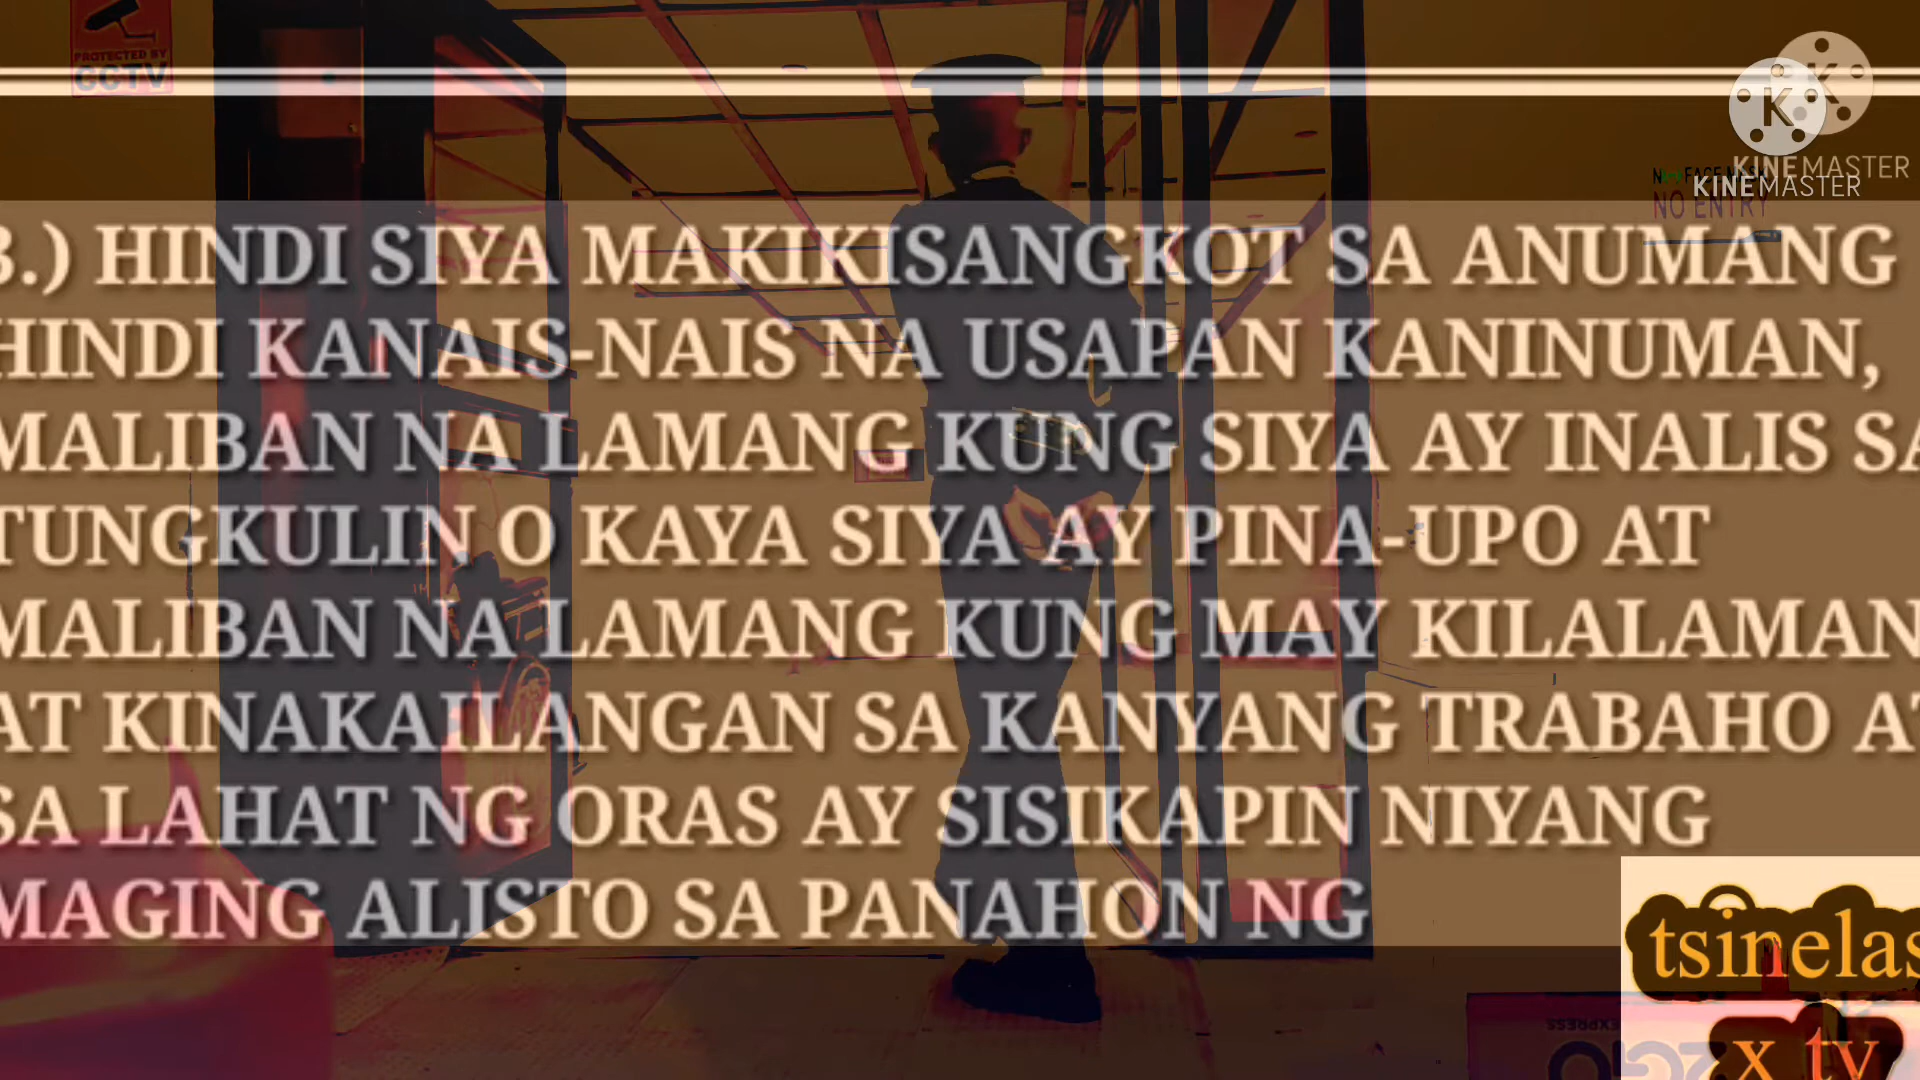 PROTECTED BY
CCTV
K
K
KINEMASTER
KINEMASTER
NO ENTRY
3.) HINDI SIYA MAKIKISANGKOT SA ANUMANG
HINDI KANAIS-NAIS NA USAPAN KANINUMAN,
MALIBAN NA LAMANG KUNG SIYA AY INALIS SA
TUNGKULIN O KAYA SIYA AY PINA-UPO AT
MALIBAN NA LAMANG KUNG MAY KILALAMAN
AT KINAKAILANGAN SA KANYANG TRABAHO AT
SA LAHAT NG ORAS AY SISIKAPIN NIYANG
MAGING ALISTO SA PANAHON NG
tsinelas
x tv
EXPRESS